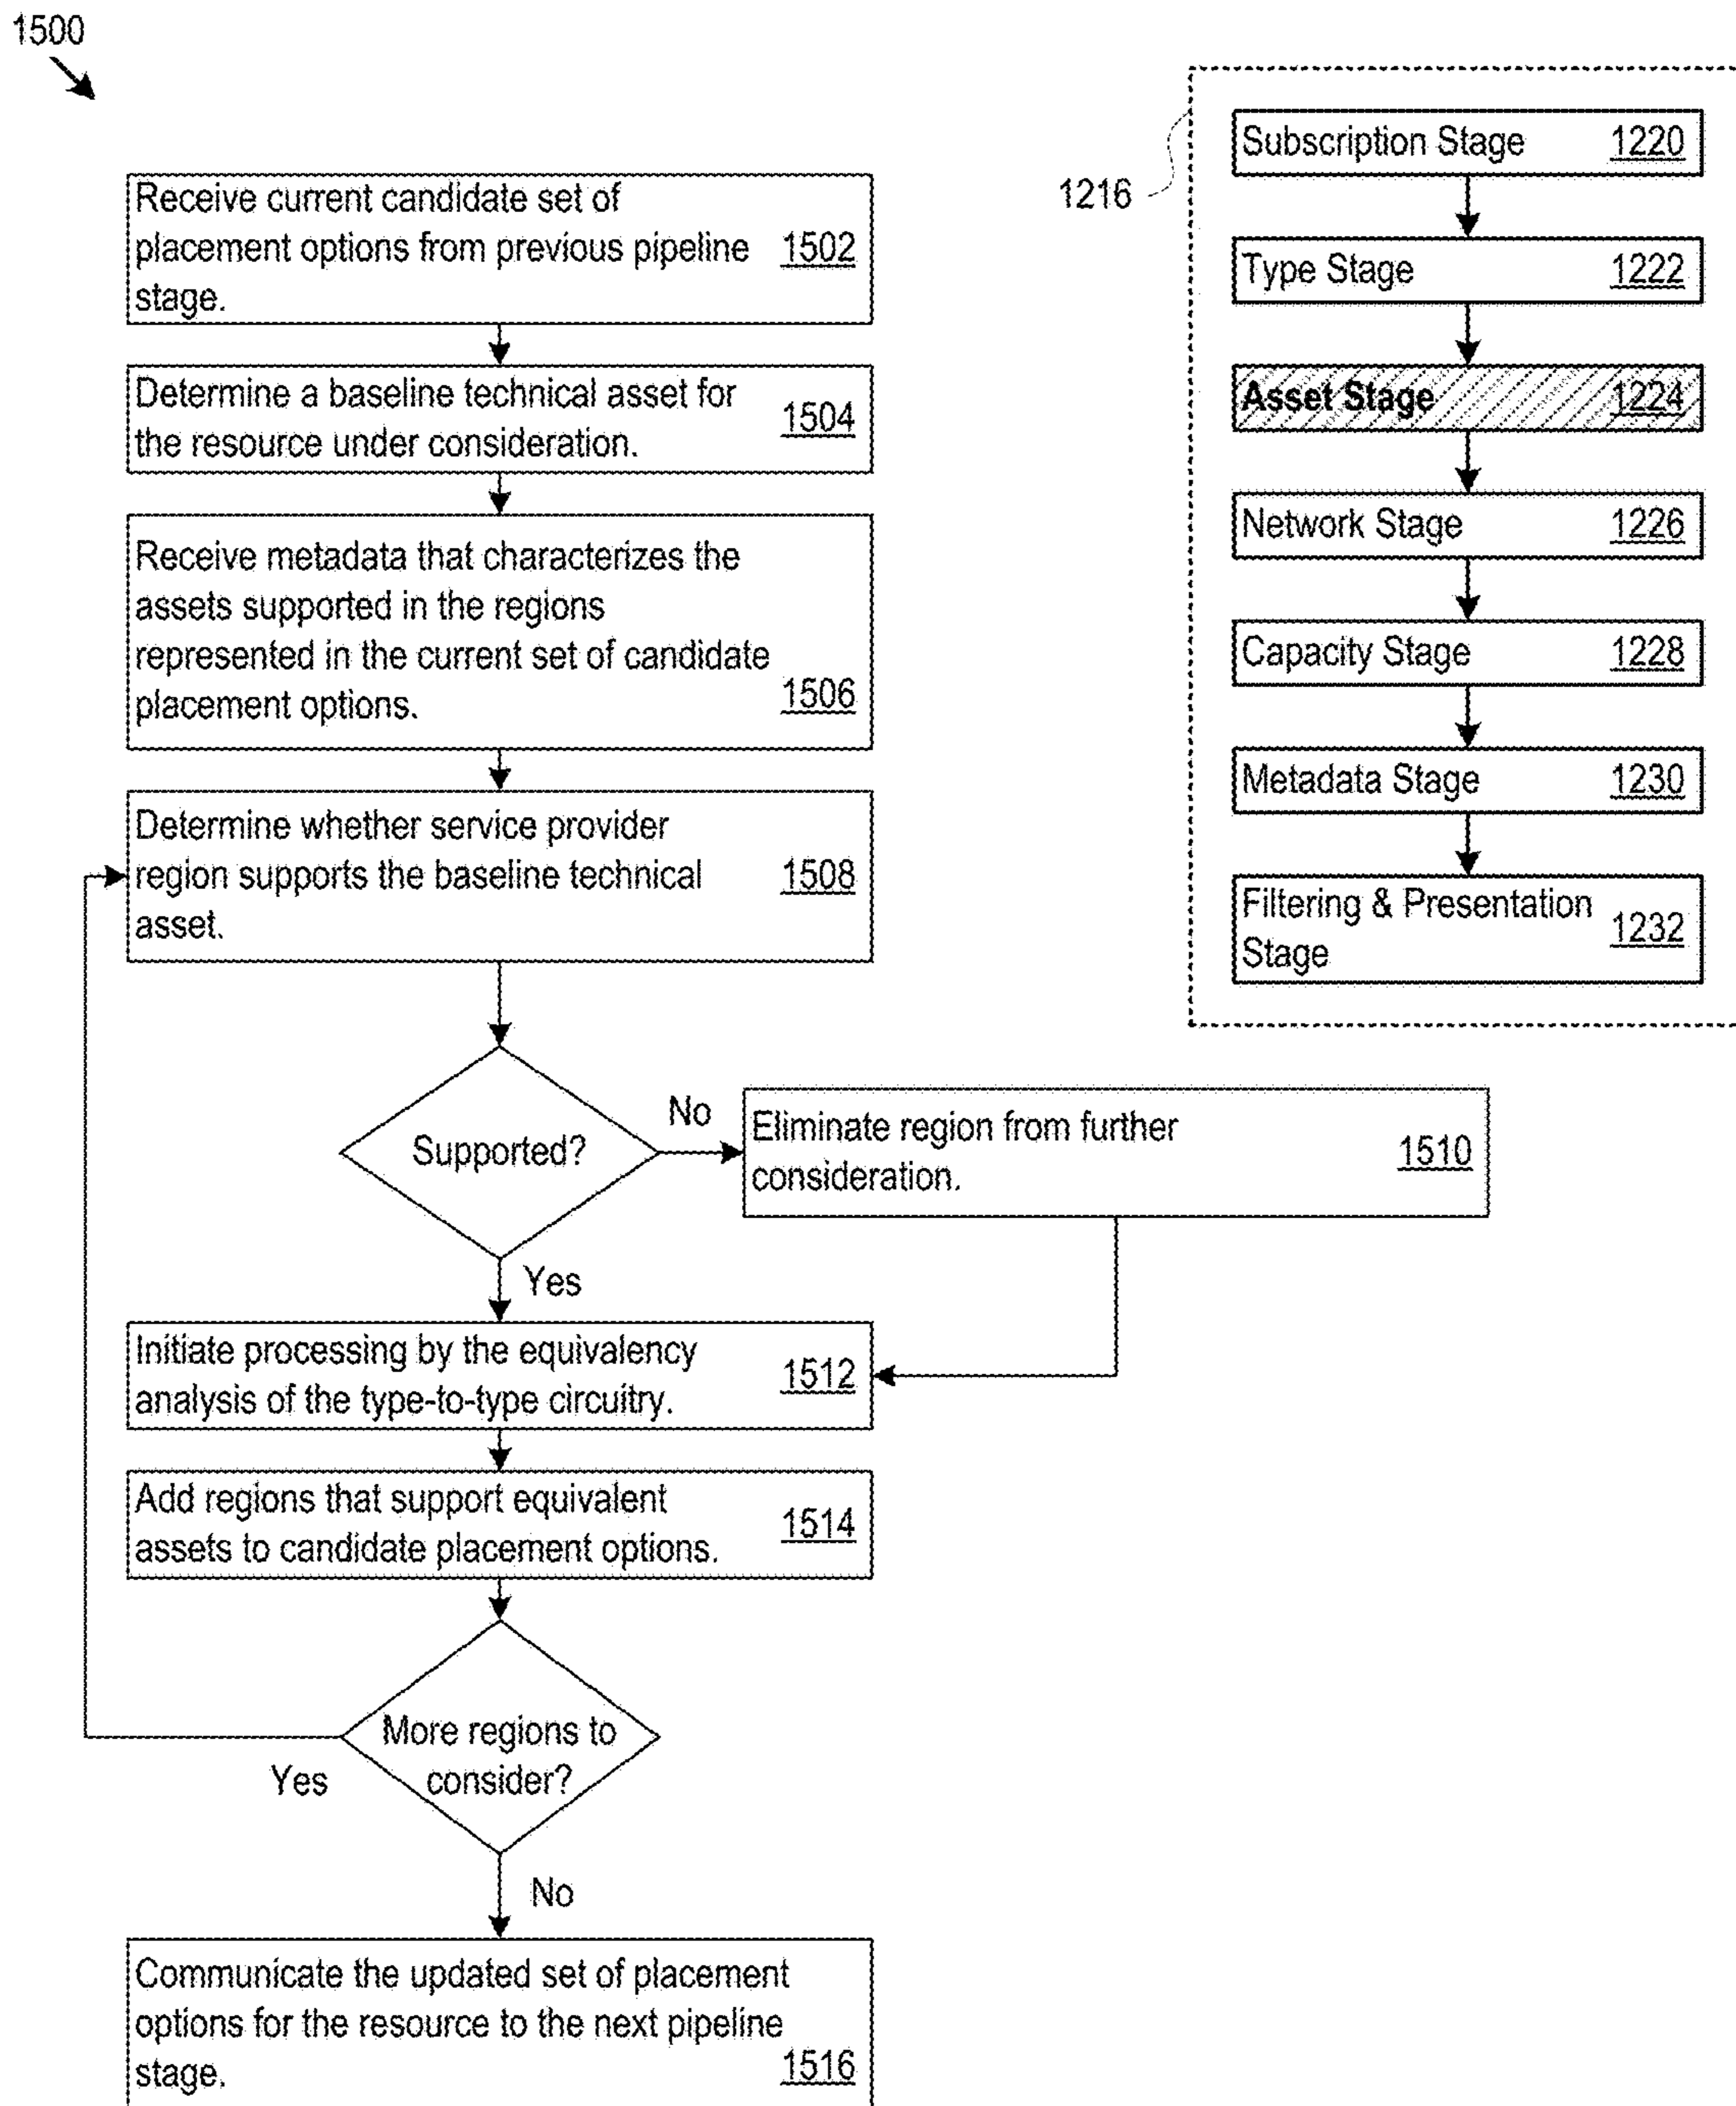 1500
Receive current candidate set of
placement options from previous pipeline 1502
stage.
Determine a baseline technical asset for
the resource under consideration. 1504
Receive metadata that characterizes the
assets supported in the regions
represented in the current set of candidate
placement options. 1506
Determine whether service provider
region supports the baseline technical 1508
asset.
Supported?
No
Eliminate region from further
consideration. 1510
Yes
Initiate processing by the equivalency
analysis of the type-to-type circuitry. 1512
Add regions that support equivalent
assets to candidate placement options. 1514
More regions to
consider?
Yes
No
Communicate the updated set of placement
options for the resource to the next pipeline
stage. 1516
1216
Subscription Stage 1220
Type Stage 1222
Asset Stage 1224
Network Stage 1226
Capacity Stage 1228
Metadata Stage 1230
Filtering & Presentation
Stage 1232